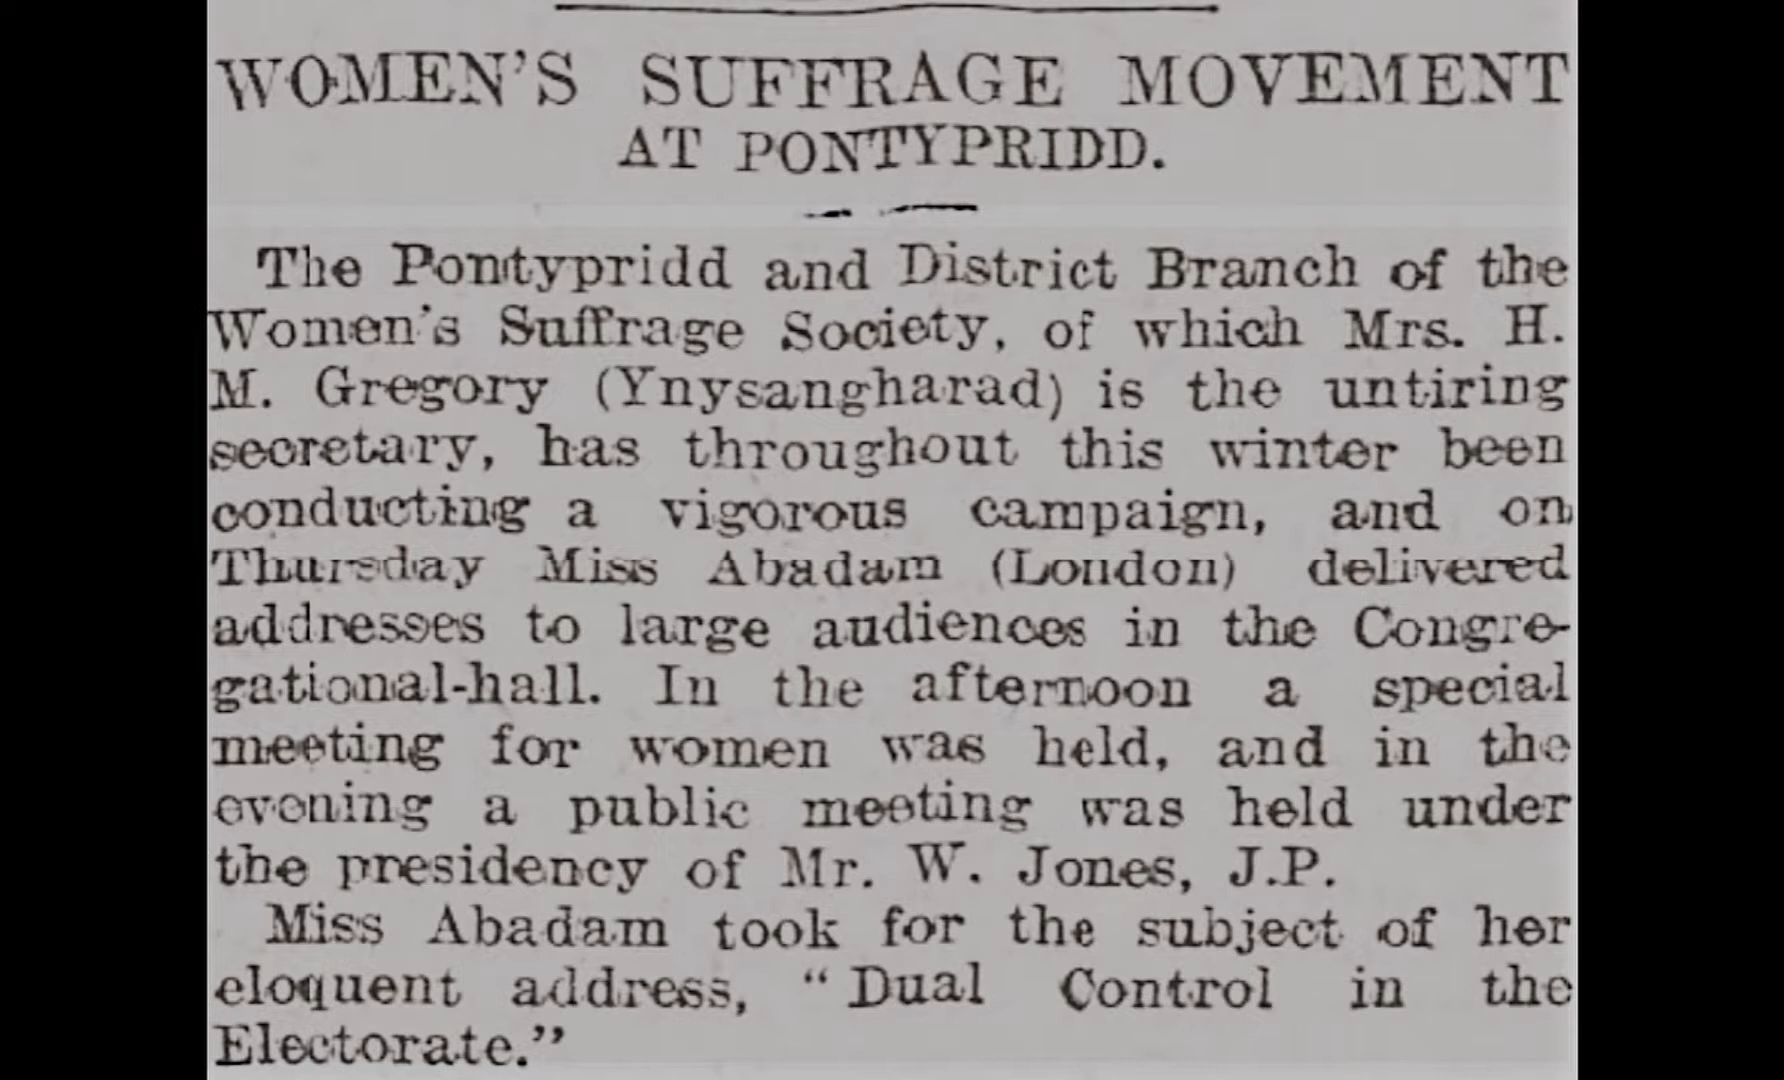 WOMEN'S SUFFRAGE MOVEMENT
AT PONTYPRIDD.
The Pontypridd and District Branch of the
Women's Suffrage Society, of which Mrs. H.
M. Gregory (Ynysangharad) is the untiring
secretary, has throughout this winter been
conducting a vigorous campaign, and on
Thursday Miss Abadam (London) delivered
addresses to large audiences in the Congre-
gational-hall. In the afternoon a special
meeting for women was held, and in the
evening a public meeting was held under
the presidency of Mr. W. Jones, J.P.
Miss Abadam took for the subject of her
eloquent address, "Dual Control in the
Electorate."